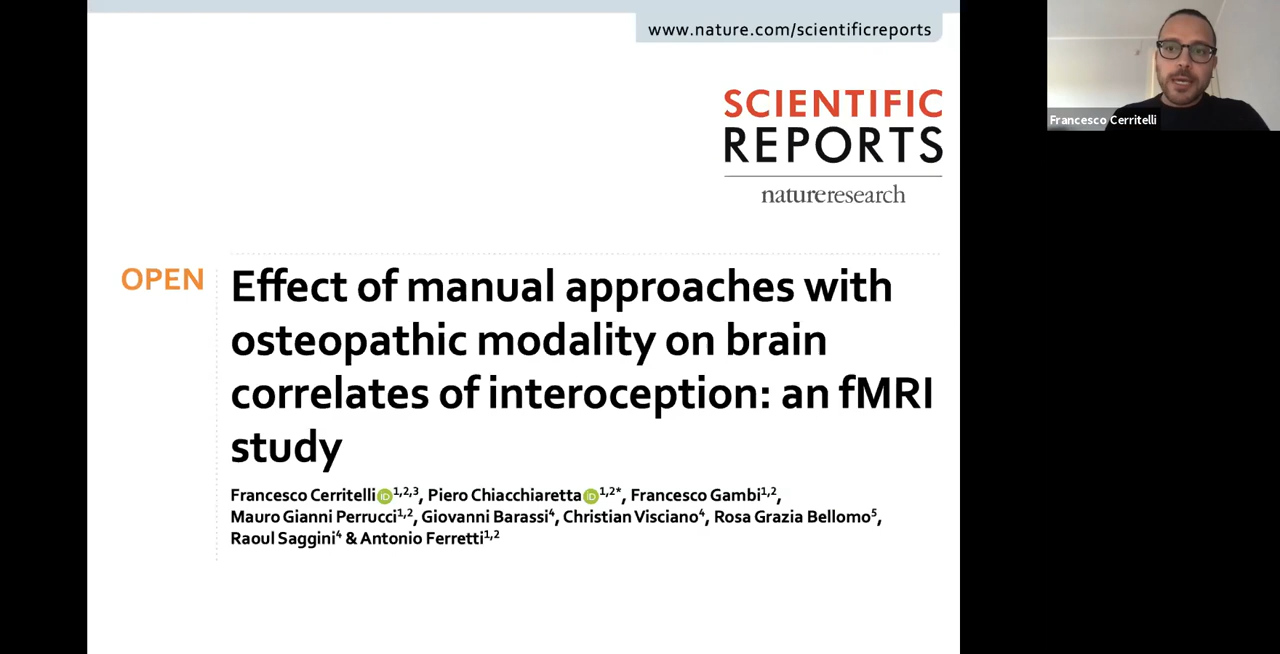 www.nature.com/scientificreports
SCIENTIFIC
REPORTS
natureresearch
OPEN
Effect of manual approaches with
osteopathic modality on brain
correlates of interoception: an fMRI
study
Francesco Cerritelli iD 1,2,3, Piero Chiacchiaretta iD 1,2*, Francesco Gambi1,2,
Mauro Gianni Perrucci1,2, Giovanni Barassi4, Christian Visciano4, Rosa Grazia Bellomo5,
Raoul Saggini4 & Antonio Ferretti1,2
Francesco Cerritelli